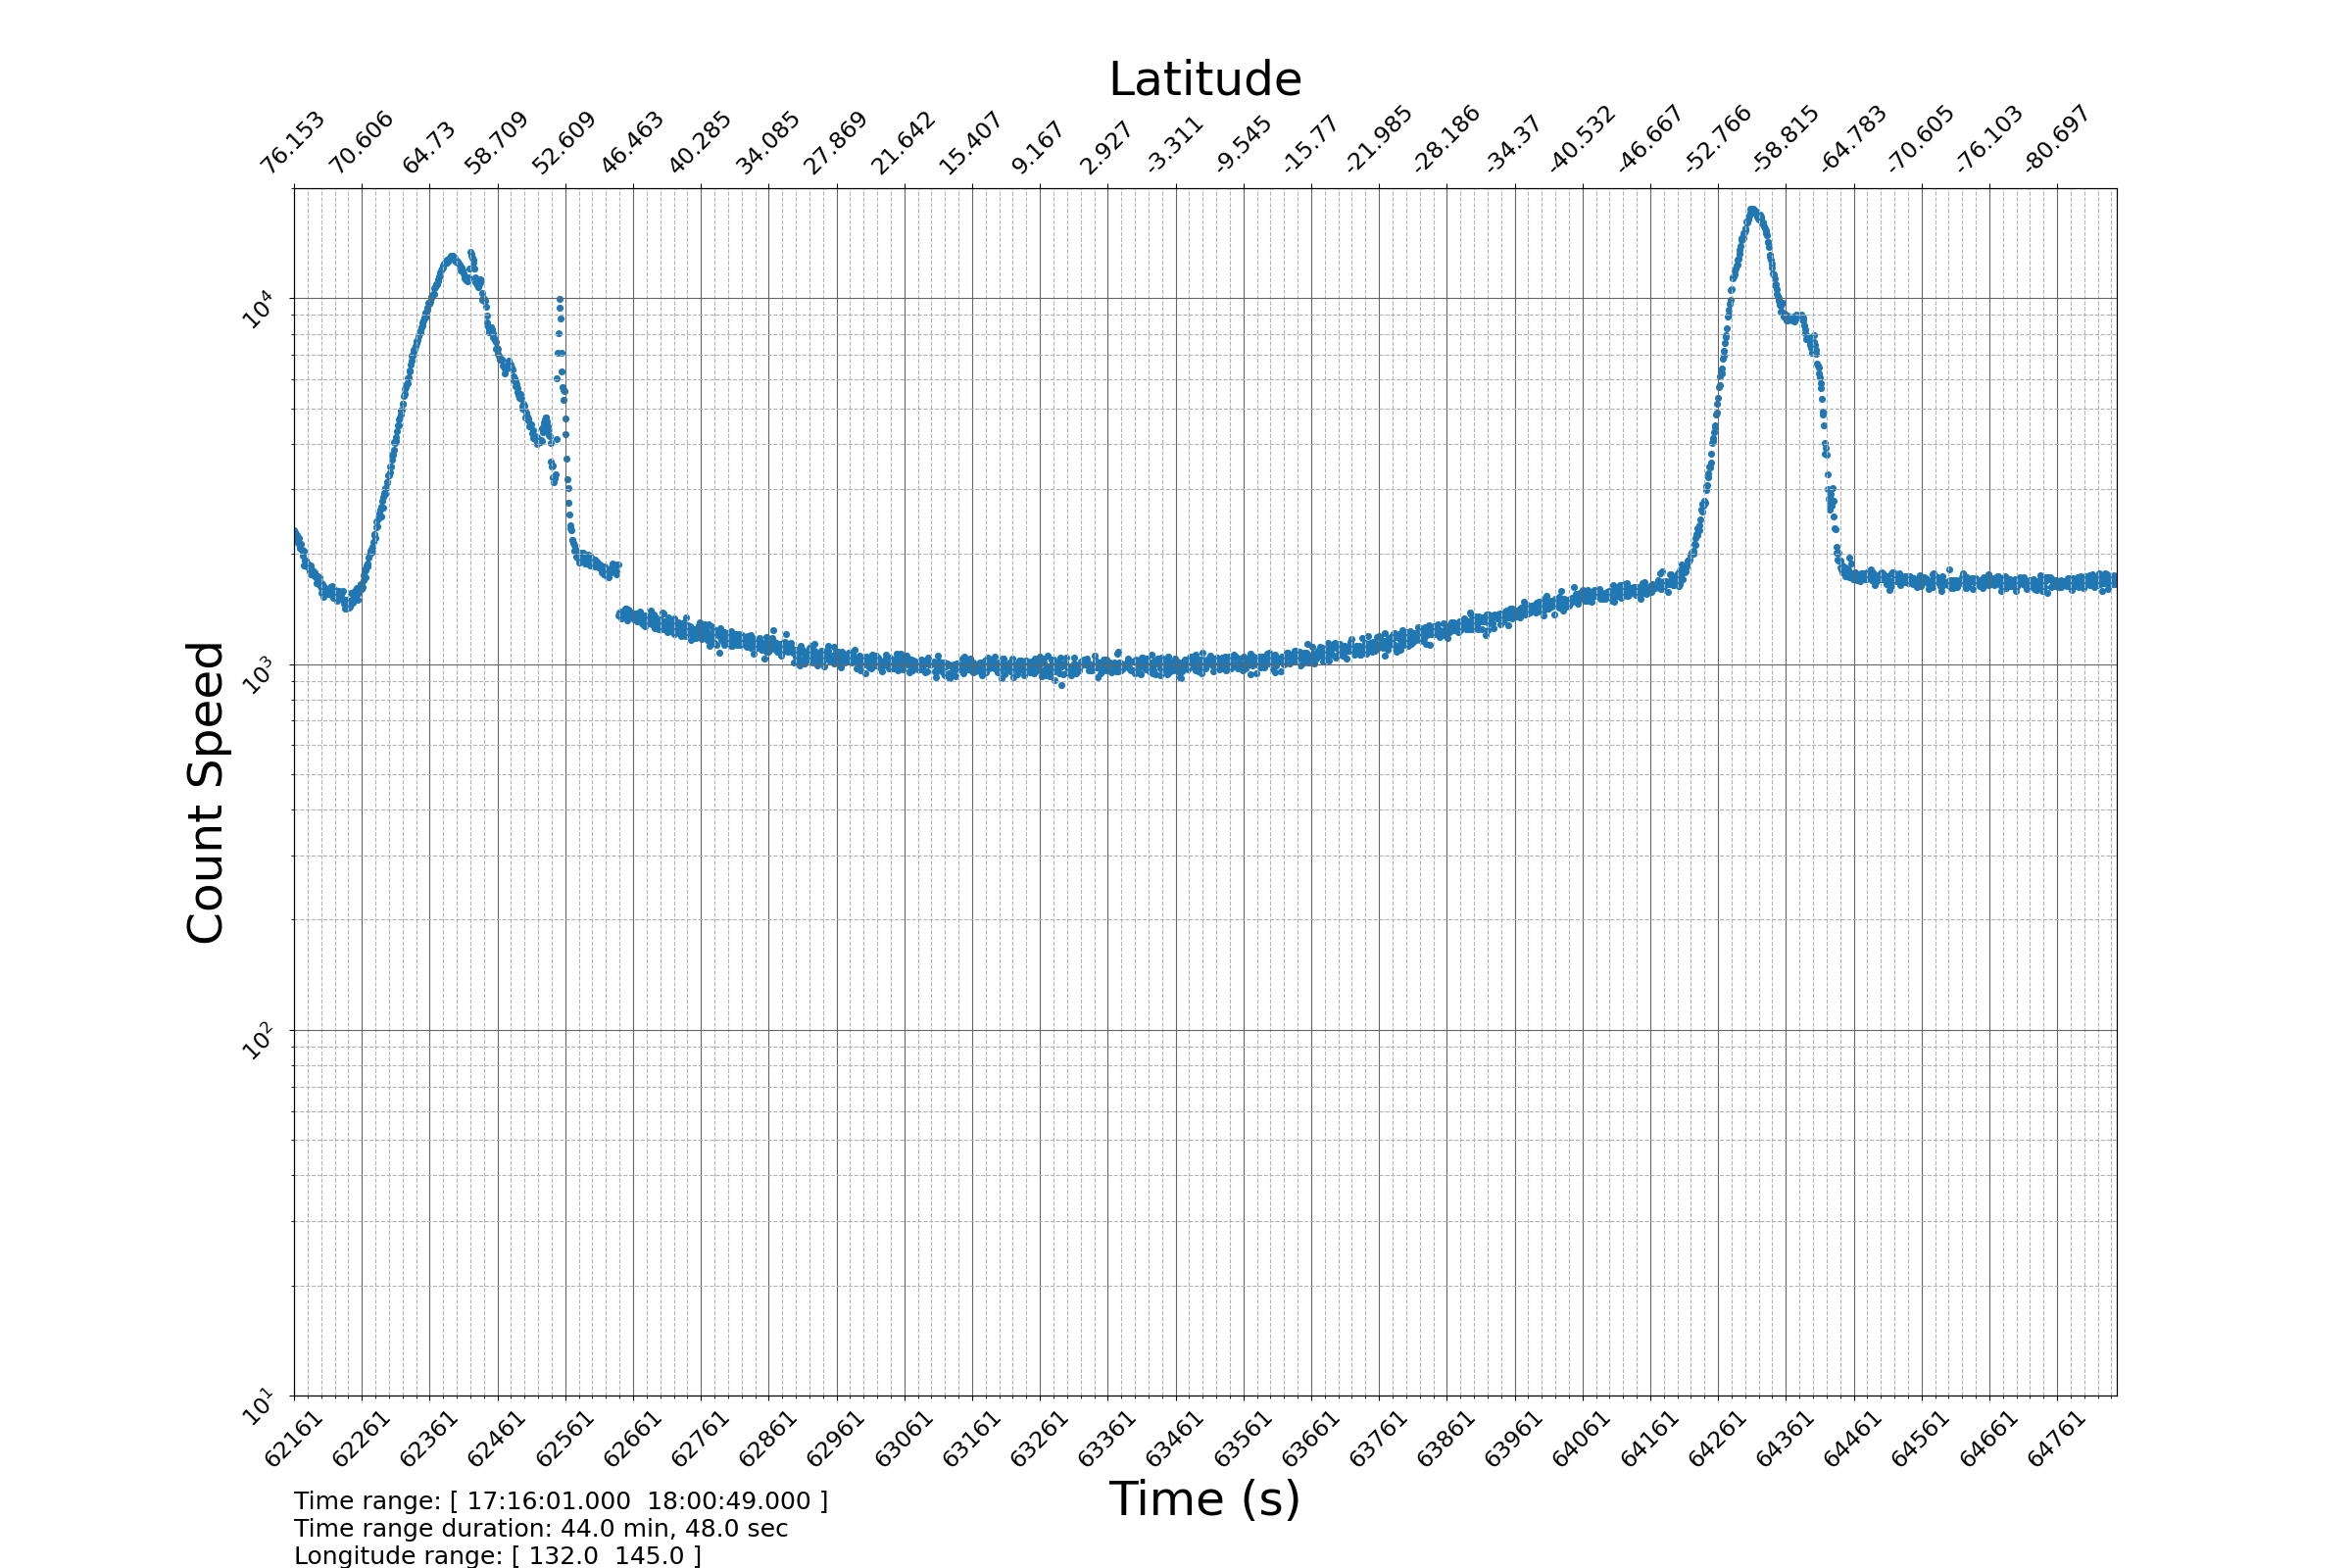 Latitude
76.153 70.606 64.73 58.709 52.609 46.463 40.285 34.085 27.869 21.642 15.407 9.167 2.927 -3.311 -9.545 -15.77 -21.985 -28.186 -34.37 -40.532 -46.667 -52.766 -58.815 -64.783 -70.605 -76.103 -80.697
Count Speed
10⁴
10³
10²
10¹
62161 62261 62361 62461 62561 62661 62761 62861 62961 63061 63161 63261 63361 63461 63561 63661 63761 63861 63961 64061 64161 64261 64361 64461 64561 64661 64761
Time (s)
Time range: [ 17:16:01.000  18:00:49.000 ]
Time range duration: 44.0 min, 48.0 sec
Longitude range: [ 132.0  145.0 ]